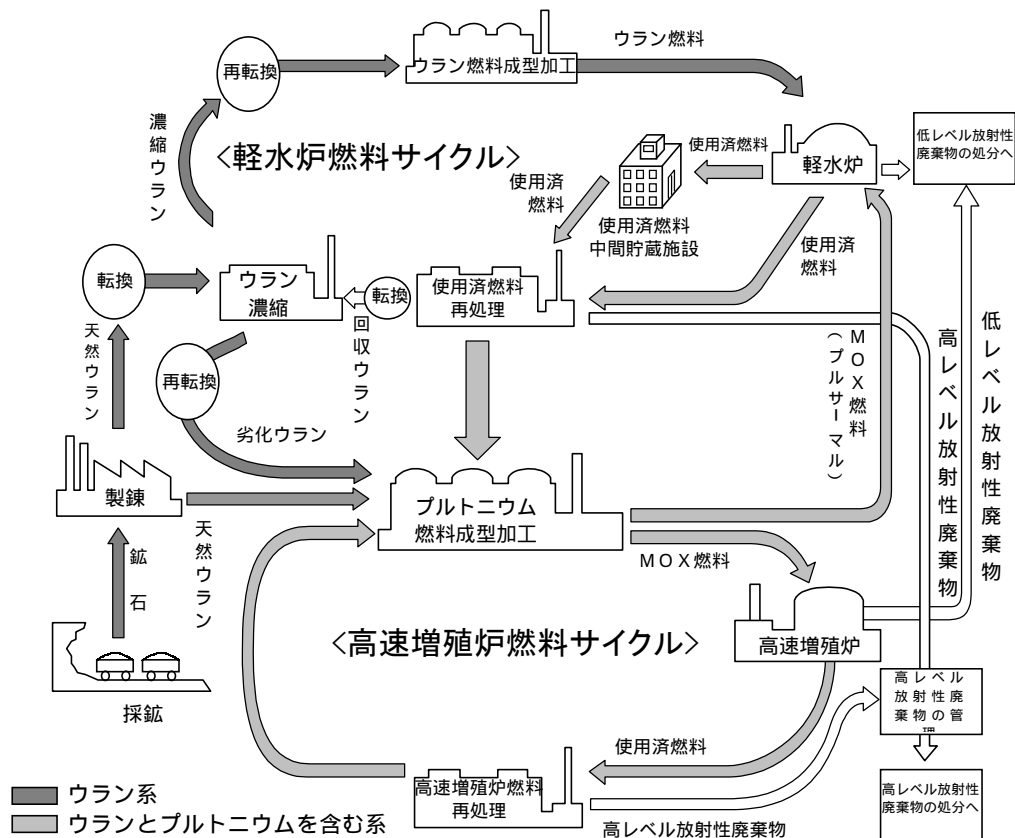 ウラン燃料
再転換
ウラン燃料成型加工
濃縮ウラン
<軽水炉燃料サイクル>
使用済燃料
軽水炉
低レベル放射性
廃棄物の処分へ
使用済
燃料
使用済燃料
中間貯蔵施設
使用済
燃料
転換
ウラン
濃縮
転換
使用済燃料
再処理
天然ウラン
回収ウラン
MOX燃料
(プルサーマル)
高レベル放射性廃棄物
低レベル放射性廃棄物
再転換
劣化ウラン
製錬
プルトニウム
燃料成型加工
天然ウラン
MOX燃料
鉱石
<高速増殖炉燃料サイクル>
高速増殖炉
採鉱
高レベル
放射性廃
棄物の管
理
使用済燃料
高速増殖炉燃料
再処理
高レベル放射性廃棄物
高レベル放射性
廃棄物の処分へ
ウラン系
ウランとプルトニウムを含む系